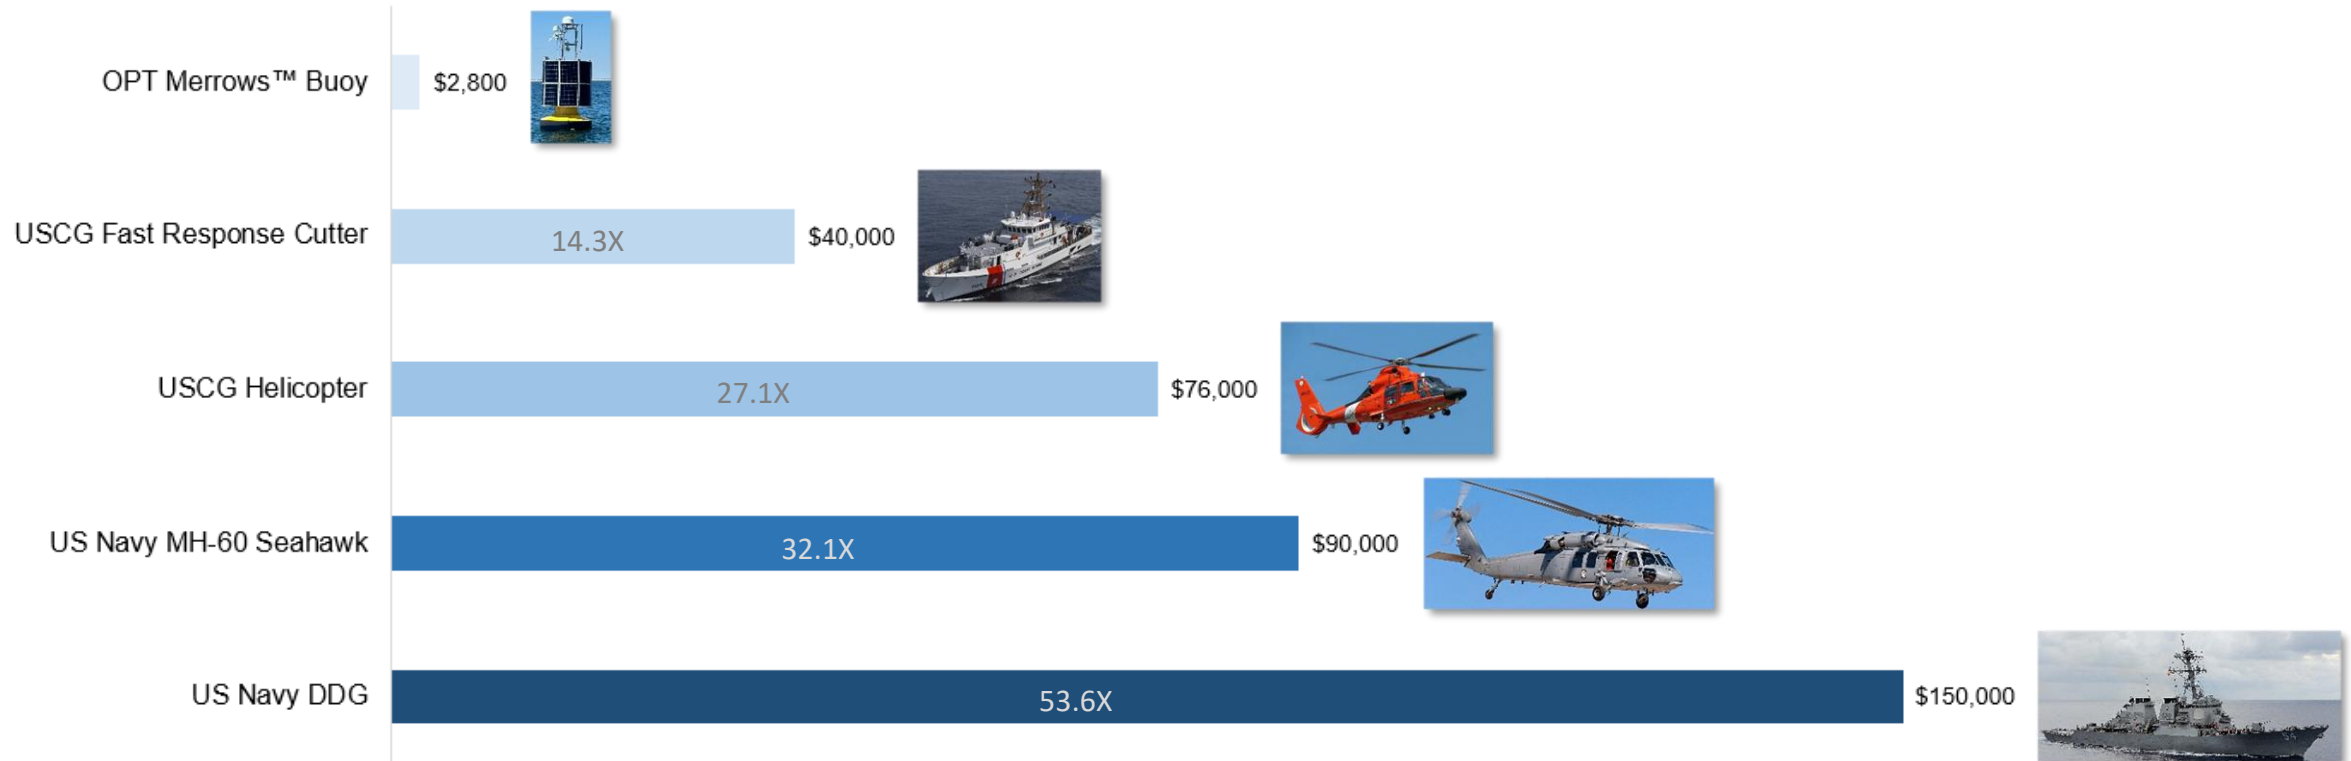 OPT Merrows™ Buoy
$2,800
USCG Fast Response Cutter
14.3X
$40,000
USCG Helicopter
27.1X
$76,000
US Navy MH-60 Seahawk
32.1X
$90,000
US Navy DDG
53.6X
$150,000